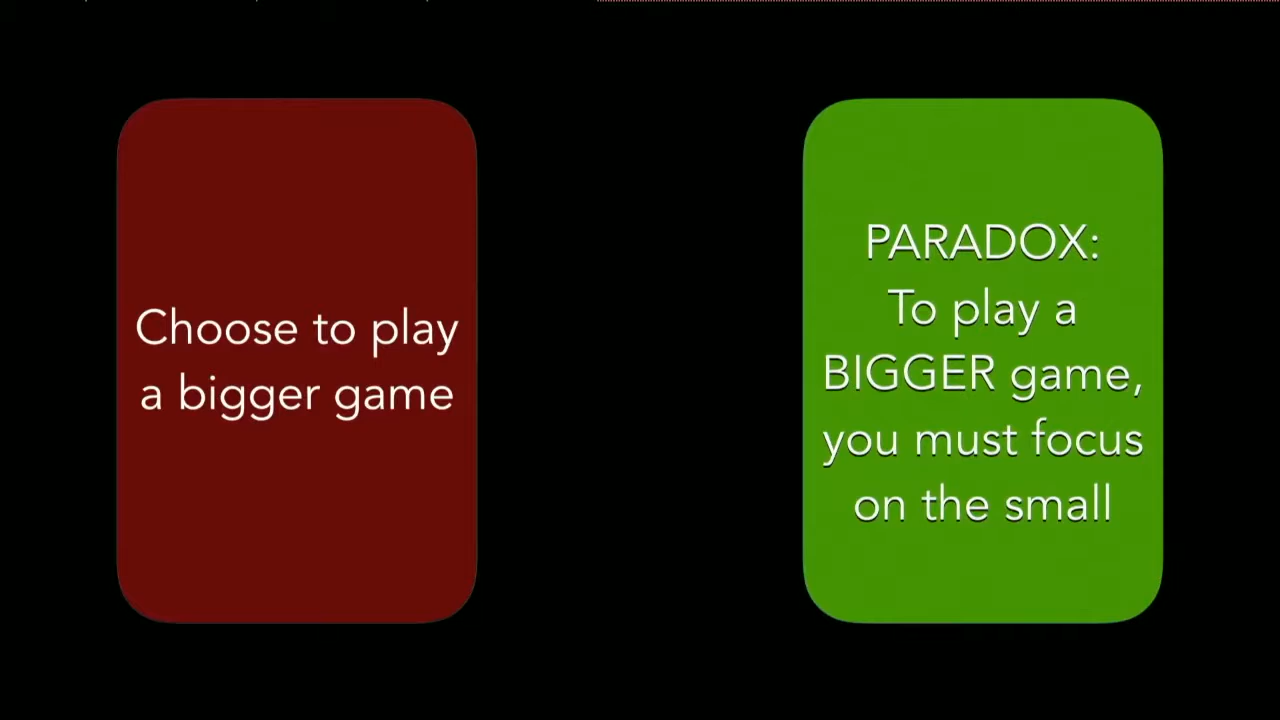 Choose to play
a bigger game
PARADOX:
To play a
BIGGER game,
you must focus
on the small